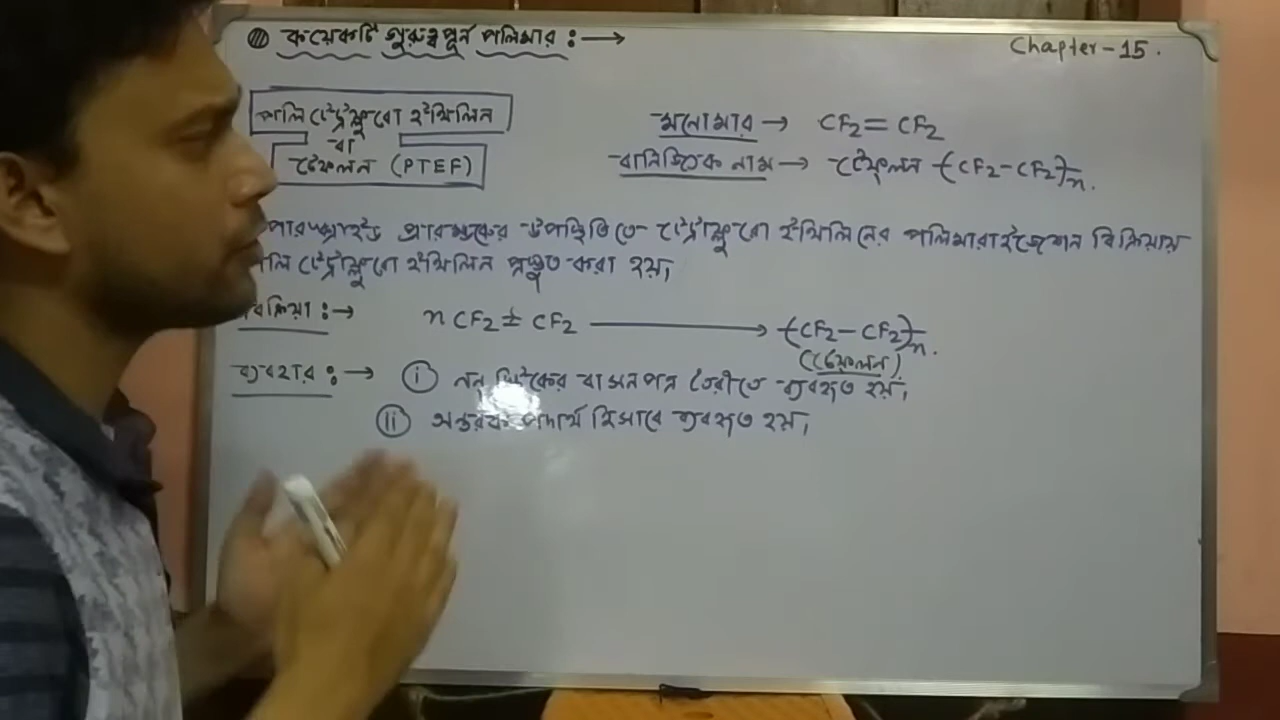 কয়েকটি গুরুত্বপূর্ন পলিমার :→
Chapter-15.
পলি টেট্রাফ্লুরো ইথিলিন
বা
টেফলন (PTEF)
মনোমার → CF2 = CF2
বানিজ্যিক নাম → টেফলন -(CF2-CF2)-n.
পারক্সাইড প্রারম্ভকের উপস্থিতিতে টেট্রাফ্লুরো ইথিলিনের পলিমারাইজেশন বিক্রিয়ায়
পলি টেট্রাফ্লুরো ইথিলিন প্রস্তুত করা হয়,
বিক্রিয়া :→ n CF2 = CF2 → -(CF2-CF2)-n.
(টেফলন)
ব্যবহার :→ (i) নন স্টিকের বাসনপত্র তৈরীতে ব্যবহৃত হয়,
(ii) অন্তরক পদার্থ হিসাবে ব্যবহৃত হয়,